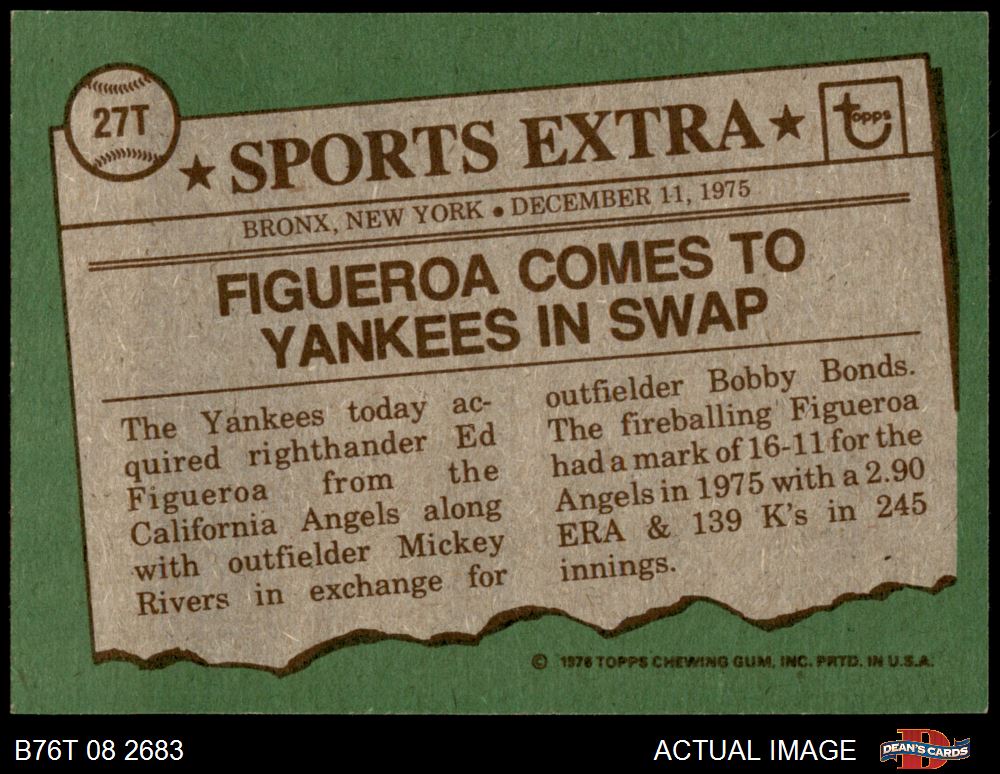 27T
★ SPORTS EXTRA ★
topps
BRONX, NEW YORK • DECEMBER 11, 1975
FIGUEROA COMES TO
YANKEES IN SWAP
The Yankees today ac-
quired righthander Ed
Figueroa from the
California Angels along
with outfielder Mickey
Rivers in exchange for
outfielder Bobby Bonds.
The fireballing Figueroa
had a mark of 16-11 for the
Angels in 1975 with a 2.90
ERA & 139 K's in 245
innings.
© 1976 TOPPS CHEWING GUM, INC. PRTD. IN U.S.A.
B76T 08 2683
ACTUAL IMAGE
DEAN'S CARDS